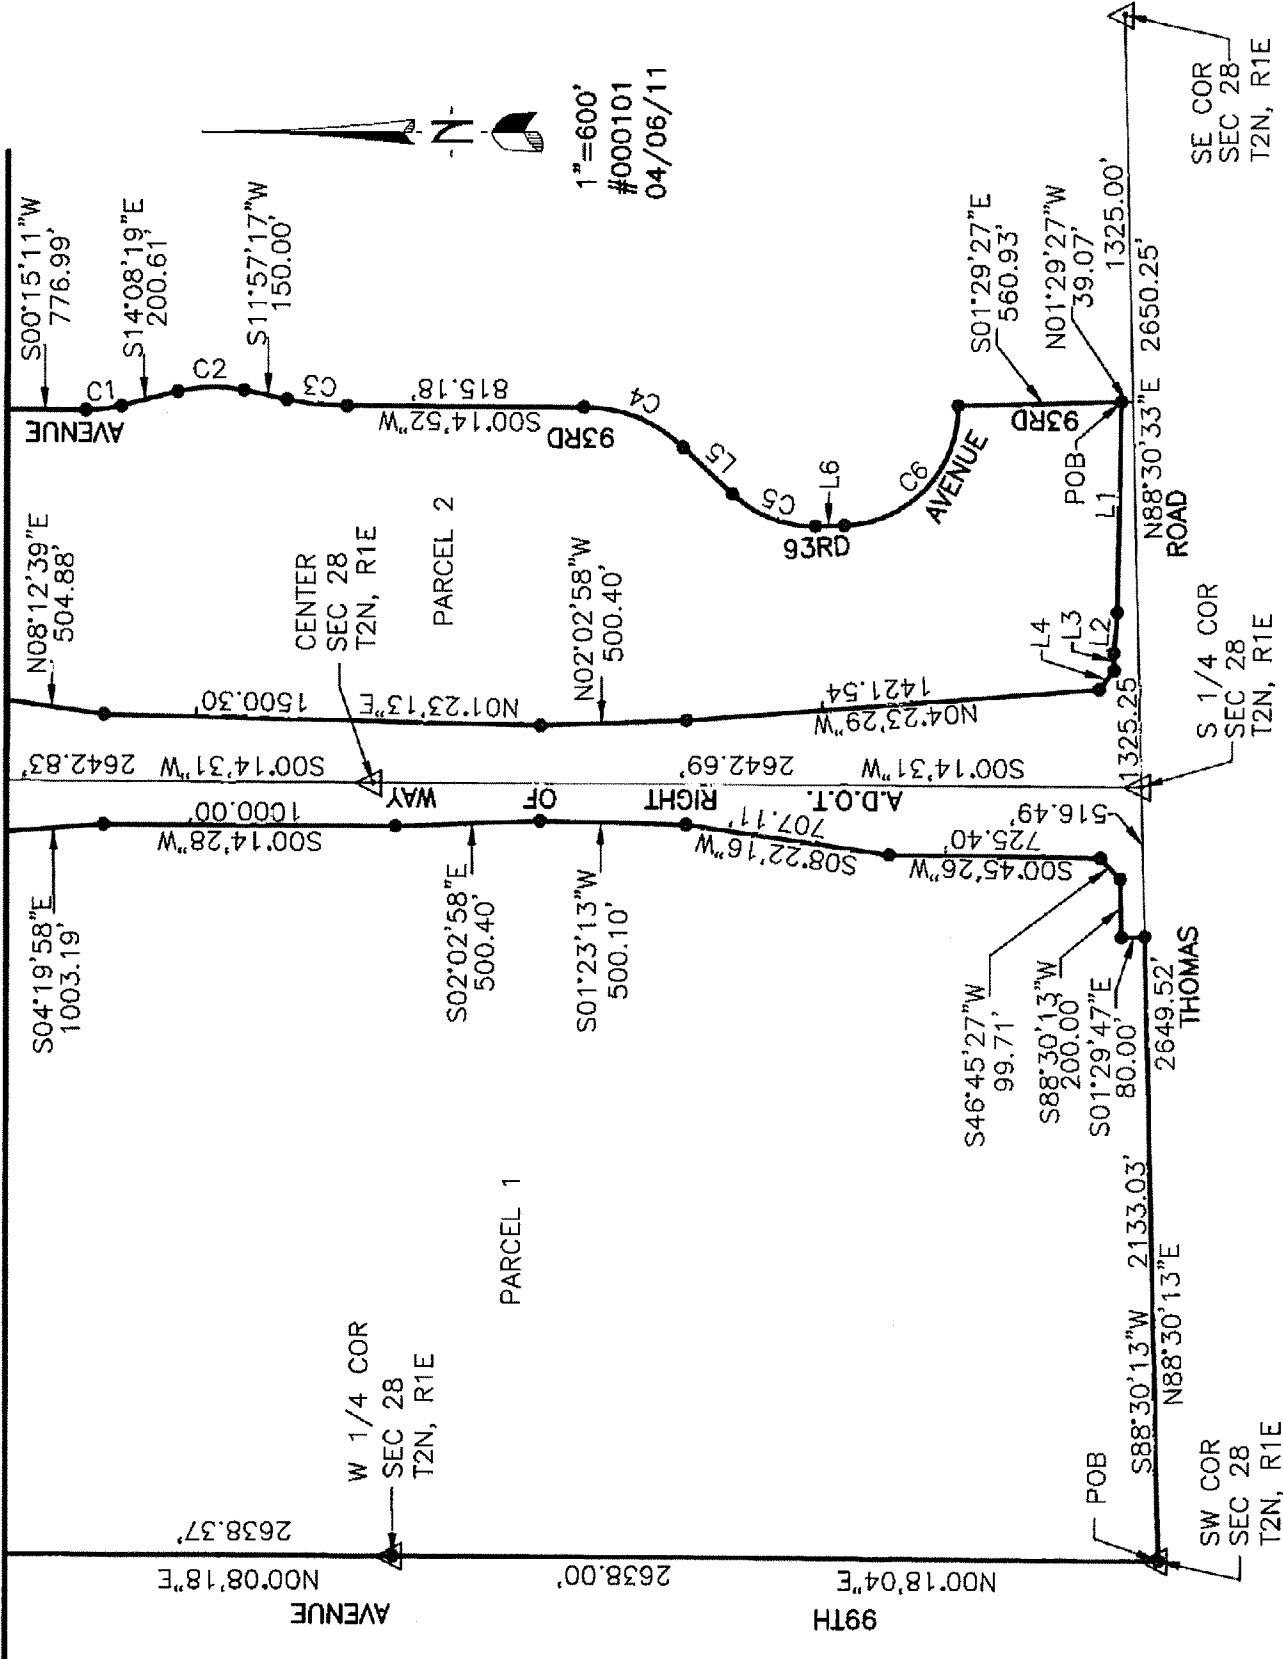 S00°15'11"W
776.99'
S14°08'19"E
200.61'
S11°57'17"W
150.00'
C1
C2
C3
AVENUE
815.18'
S00°14'52"W
93RD
C4
L5
C5
L6
93RD
C6
AVENUE
S01°29'27"E
560.93'
N01°29'27"W
39.07'
93RD
POB
L1
1325.00'
2650.25'
N88°30'33"E
ROAD
SE COR
SEC 28
T2N, R1E
N
1"=600'
#000101
04/06/11
N08°12'39"E
504.88'
CENTER
SEC 28
T2N, R1E
PARCEL 2
N02°02'58"W
500.40'
1500.30'
N01°23'13"E
1421.54'
N04°23'29"W
L4
L3
L2
1325.25
S 1/4 COR
SEC 28
T2N, R1E
2642.83'
S00°14'31"W
2642.69'
S00°14'31"W
A.D.O.T.
RIGHT
OF
WAY
1000.00'
S00°14'28"W
707.11'
S08°22'16"W
725.40'
S00°45'26"W
516.49'
S04°19'58"E
1003.19'
S02°02'58"E
500.40'
S01°23'13"W
500.10'
S46°45'27"W
99.71'
S88°30'13"W
200.00'
S01°29'47"E
80.00'
2649.52'
THOMAS
PARCEL 1
W 1/4 COR
SEC 28
T2N, R1E
2638.37'
N00°08'18"E
AVENUE
2638.00'
N00°18'04"E
99TH
S88°30'13"W
2133.03'
N88°30'13"E
POB
SW COR
SEC 28
T2N, R1E